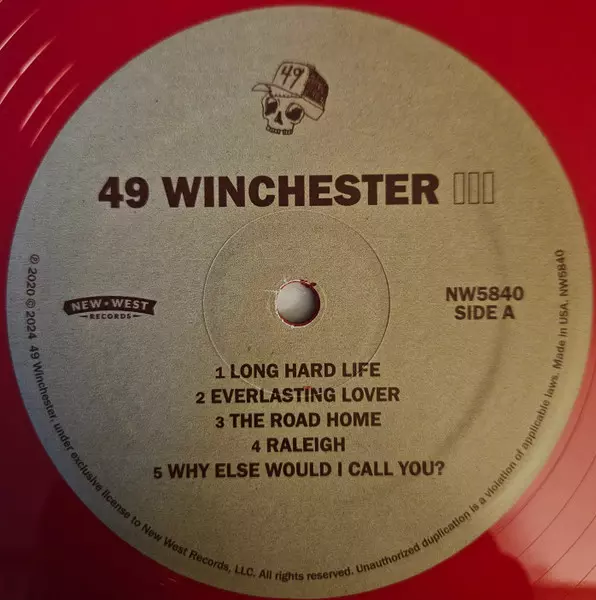 49
49 WINCHESTER III
NEW WEST
RECORDS
NW5840
SIDE A
1 LONG HARD LIFE
2 EVERLASTING LOVER
3 THE ROAD HOME
4 RALEIGH
5 WHY ELSE WOULD I CALL YOU?
℗ 2020 © 2024 49 Winchester, under exclusive license to New West Records, LLC. All rights reserved. Unauthorized duplication is a violation of applicable laws. Made in USA. NW5840